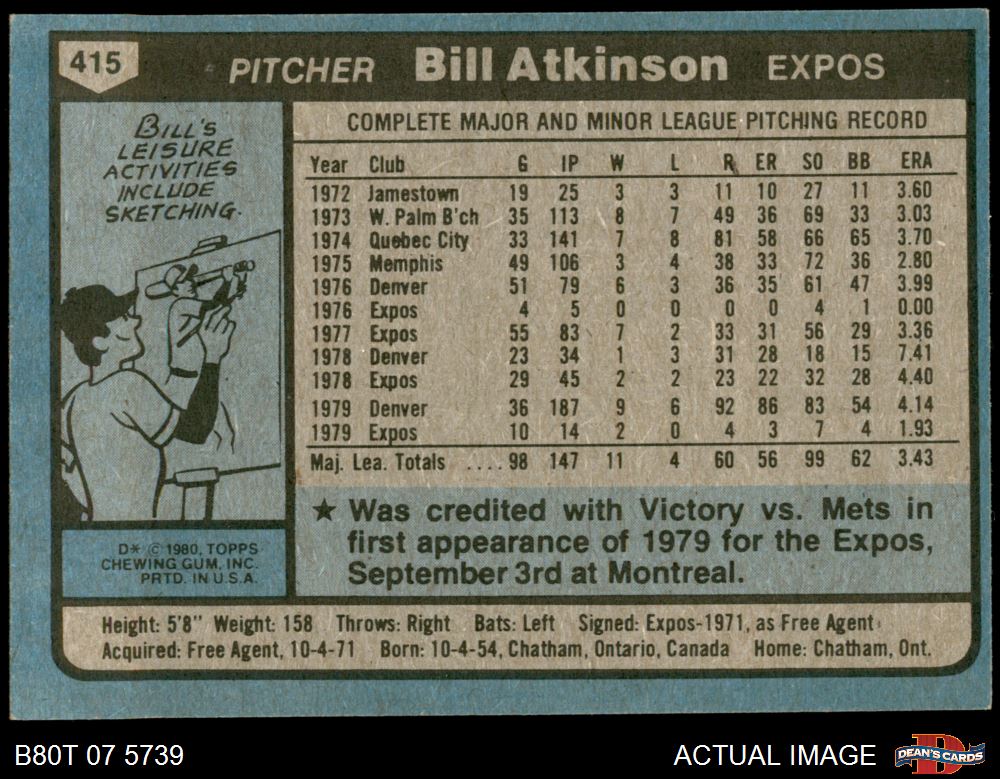 415
PITCHER Bill Atkinson EXPOS
BILL'S
LEISURE
ACTIVITIES
INCLUDE
SKETCHING.
D* © 1980, TOPPS
CHEWING GUM, INC.
PRTD. IN U.S.A.
COMPLETE MAJOR AND MINOR LEAGUE PITCHING RECORD
Year Club G IP W L R ER SO BB ERA
1972 Jamestown 19 25 3 3 11 10 27 11 3.60
1973 W. Palm B'ch 35 113 8 7 49 36 69 33 3.03
1974 Quebec City 33 141 7 8 81 58 66 65 3.70
1975 Memphis 49 106 3 4 38 33 72 36 2.80
1976 Denver 51 79 6 3 36 35 61 47 3.99
1976 Expos 4 5 0 0 0 0 4 1 0.00
1977 Expos 55 83 7 2 33 31 56 29 3.36
1978 Denver 23 34 1 3 31 28 18 15 7.41
1978 Expos 29 45 2 2 23 22 32 28 4.40
1979 Denver 36 187 9 6 92 86 83 54 4.14
1979 Expos 10 14 2 0 4 3 7 4 1.93
Maj. Lea. Totals ....98 147 11 4 60 56 99 62 3.43
★ Was credited with Victory vs. Mets in
first appearance of 1979 for the Expos,
September 3rd at Montreal.
Height: 5'8" Weight: 158 Throws: Right Bats: Left Signed: Expos-1971, as Free Agent
Acquired: Free Agent, 10-4-71 Born: 10-4-54, Chatham, Ontario, Canada Home: Chatham, Ont.
B80T 07 5739
ACTUAL IMAGE
D
DEAN'S CARDS